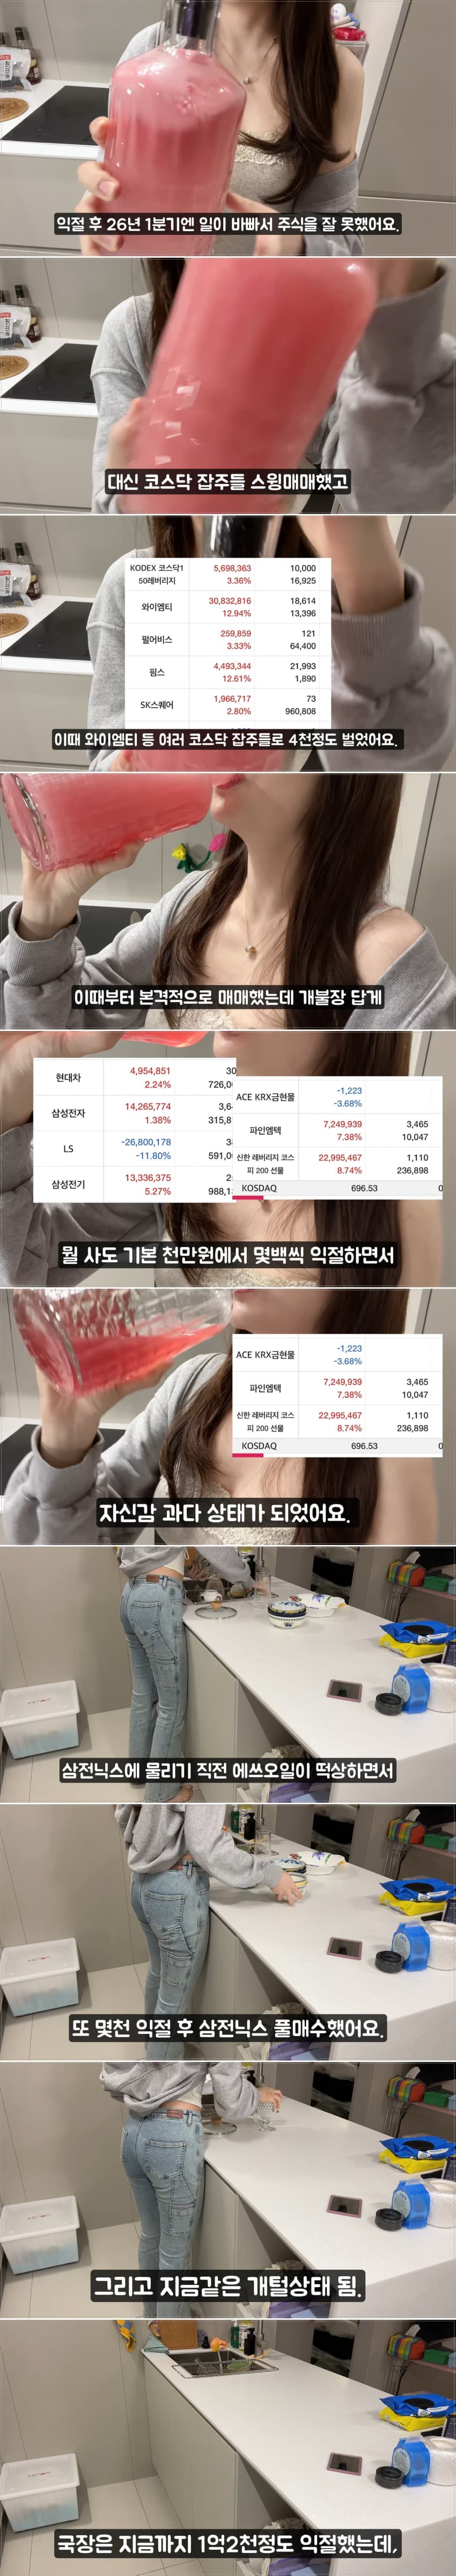 익절 후 26년 1분기엔 일이 바빠서 주식을 잘 못했어요.
대신 코스닥 잡주들 스윙매매했고
KODEX 코스닥1 5,698,363 10,000
50레버리지 3.36% 16,925
와이엠티 30,832,816 18,614
12.94% 13,396
펄어비스 259,859 121
3.33% 64,400
핌스 4,493,344 21,993
12.61% 1,890
SK스퀘어 1,966,717 73
2.80% 960,808
이때 와이엠티 등 여러 코스닥 잡주들로 4천정도 벌었어요.
이때부터 본격적으로 매매했는데 개불장 답게
현대차 4,954,851 30
2.24% 726,0
삼성전자 14,265,774 3,6
1.38% 315,8
LS -26,800,178 3
-11.80% 591,0
삼성전기 13,336,375 2
5.27% 988,1
ACE KRX금현물 -1,223
-3.68%
파인엠텍 7,249,939 3,465
7.38% 10,047
신한 레버리지 코스 22,995,467 1,110
피 200 선물 8.74% 236,898
KOSDAQ 696.53 0
뭘 사도 기본 천만원에서 몇백씩 익절하면서
ACE KRX금현물 -1,223
-3.68%
파인엠텍 7,249,939 3,465
7.38% 10,047
신한 레버리지 코스 22,995,467 1,110
피 200 선물 8.74% 236,898
KOSDAQ 696.53 0
자신감 과다 상태가 되었어요.
삼전닉스에 물리기 직전 에쓰오일이 떡상하면서
또 몇천 익절 후 삼전닉스 풀매수했어요.
그리고 지금같은 개털상태 됨.
국장은 지금까지 1억2천정도 익절했는데,